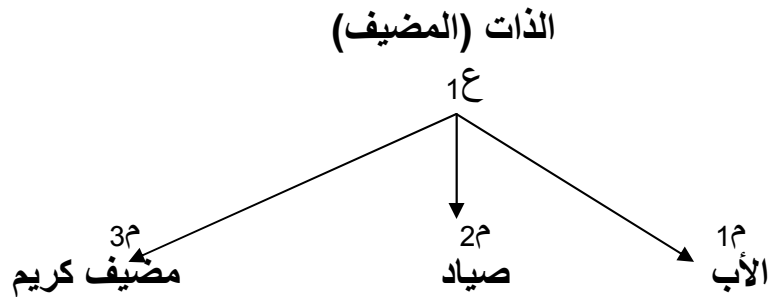 الذات (المضيف)
ع1
م1 م2 م3
الأب صياد مضيف كريم